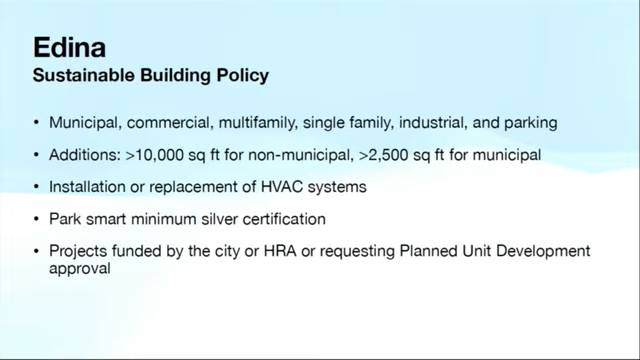 Edina
Sustainable Building Policy
• Municipal, commercial, multifamily, single family, industrial, and parking
• Additions: >10,000 sq ft for non-municipal, >2,500 sq ft for municipal
• Installation or replacement of HVAC systems
• Park smart minimum silver certification
• Projects funded by the city or HRA or requesting Planned Unit Development
approval